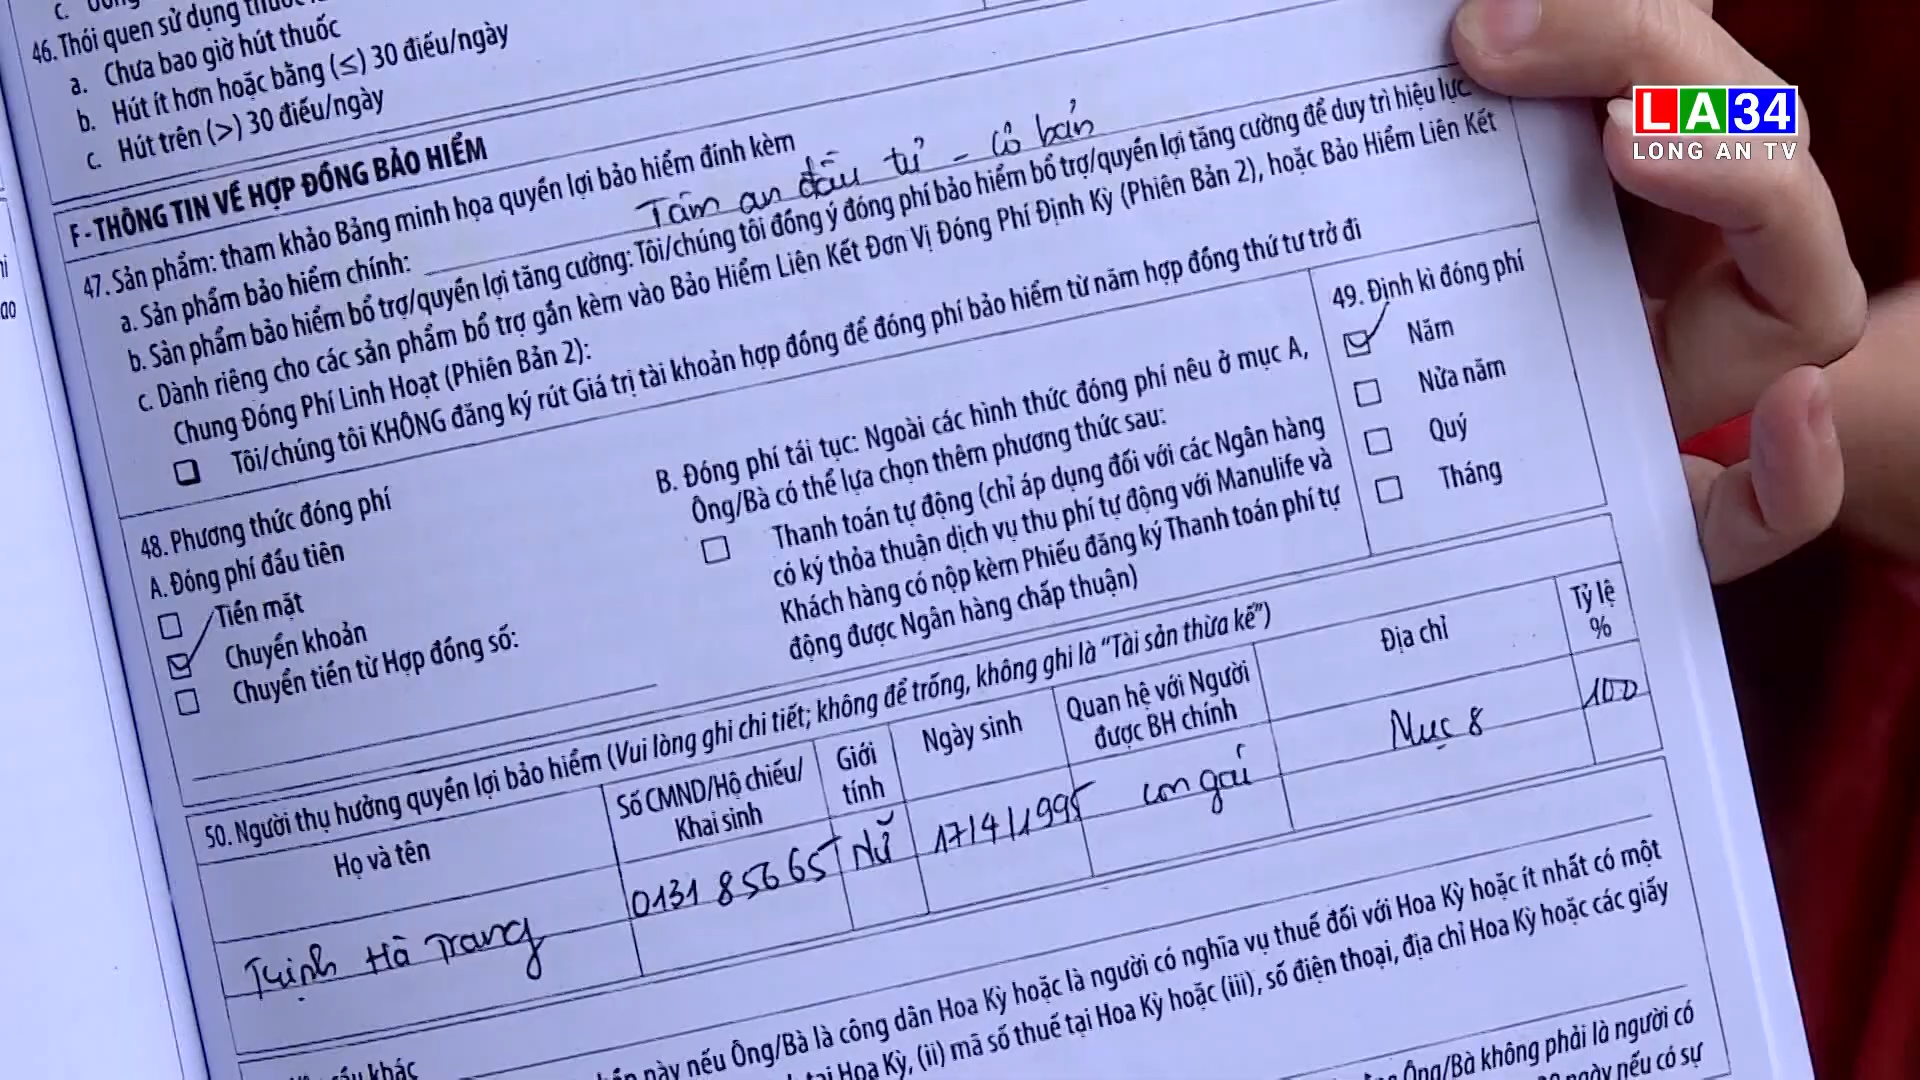 46. Thói quen sử dụng
a. Chưa bao giờ hút thuốc
b. Hút ít hơn hoặc bằng (≤) 30 điếu/ngày
c. Hút trên (>) 30 điếu/ngày
LA34
LONG AN TV
F - THÔNG TIN VỀ HỢP ĐỒNG BẢO HIỂM
47. Sản phẩm: tham khảo Bảng minh họa quyền lợi bảo hiểm đính kèm
a. Sản phẩm bảo hiểm chính: Tâm an đầu tư - Cơ bản
b. Sản phẩm bảo hiểm bổ trợ/quyền lợi tăng cường: Tôi/chúng tôi đồng ý đóng phí bảo hiểm bổ trợ/quyền lợi tăng cường để duy trì hiệu lực
c. Dành riêng cho các sản phẩm bổ trợ gắn kèm vào Bảo Hiểm Liên Kết Đơn Vị Đóng Phí Định Kỳ (Phiên Bản 2), hoặc Bảo Hiểm Liên Kết
Chung Đóng Phí Linh Hoạt (Phiên Bản 2):
Tôi/chúng tôi KHÔNG đăng ký rút Giá trị tài khoản hợp đồng để đóng phí bảo hiểm từ năm hợp đồng thứ tư trở đi
48. Phương thức đóng phí
A. Đóng phí đầu tiên
Tiền mặt
Chuyển khoản
Chuyển tiền từ Hợp đồng số:
B. Đóng phí tái tục: Ngoài các hình thức đóng phí nêu ở mục A,
Ông/Bà có thể lựa chọn thêm phương thức sau:
Thanh toán tự động (chỉ áp dụng đối với các Ngân hàng
có ký thỏa thuận dịch vụ thu phí tự động với Manulife và
Khách hàng có nộp kèm Phiếu đăng ký Thanh toán phí tự
động được Ngân hàng chấp thuận)
49. Định kì đóng phí
Năm
Nửa năm
Quý
Tháng
50. Người thụ hưởng quyền lợi bảo hiểm (Vui lòng ghi chi tiết; không để trống, không ghi là "Tài sản thừa kế")
Họ và tên
Số CMND/Hộ chiếu/
Khai sinh
Giới
tính
Ngày sinh
Quan hệ với Người
được BH chính
Địa chỉ
Tỷ lệ
%
Trịnh Hà Trang 013185665 Nữ 17/4/1995 con gái Mục 8 100
này nếu Ông/Bà là công dân Hoa Kỳ hoặc là người có nghĩa vụ thuế đối với Hoa Kỳ hoặc ít nhất có một
tại Hoa Kỳ, (ii) mã số thuế tại Hoa Kỳ hoặc (iii), số điện thoại, địa chỉ Hoa Kỳ hoặc các giấy
Ông/Bà không phải là người có
ngày nếu có sự
khác